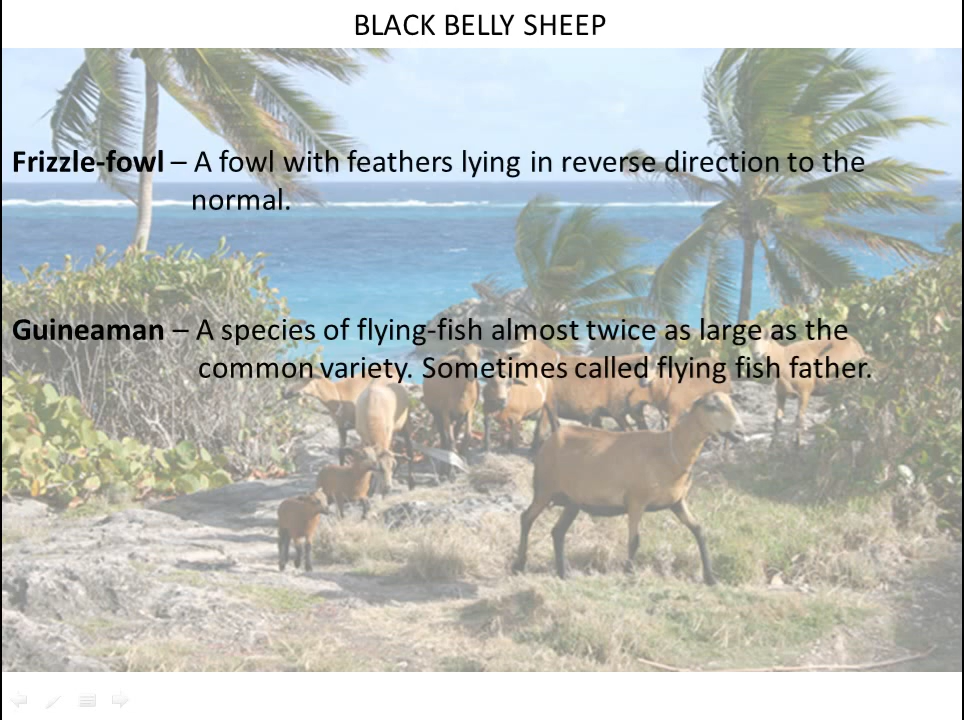 BLACK BELLY SHEEP
Frizzle-fowl – A fowl with feathers lying in reverse direction to the
normal.
Guineaman – A species of flying-fish almost twice as large as the
common variety. Sometimes called flying fish father.